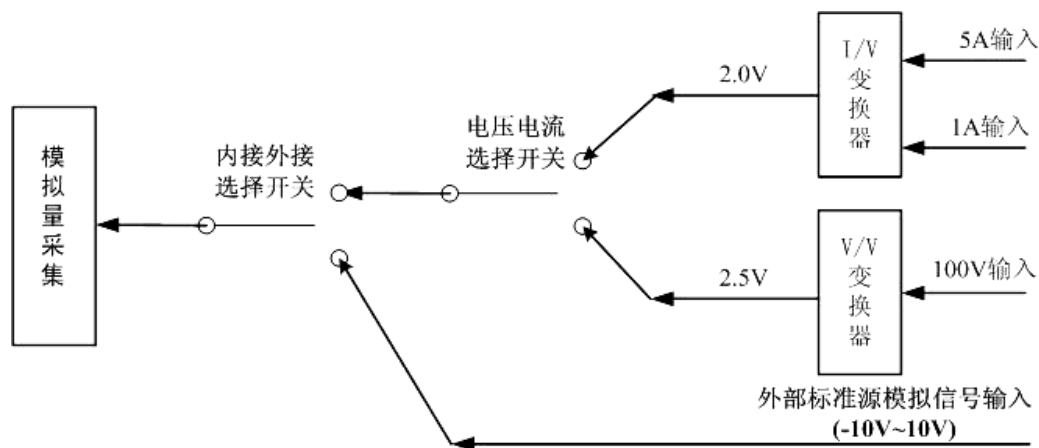 模拟量采集
内接外接
选择开关
电压电流
选择开关
2.0V
I/V变换器
5A输入
1A输入
2.5V
V/V变换器
100V输入
外部标准源模拟信号输入
(-10V~10V)